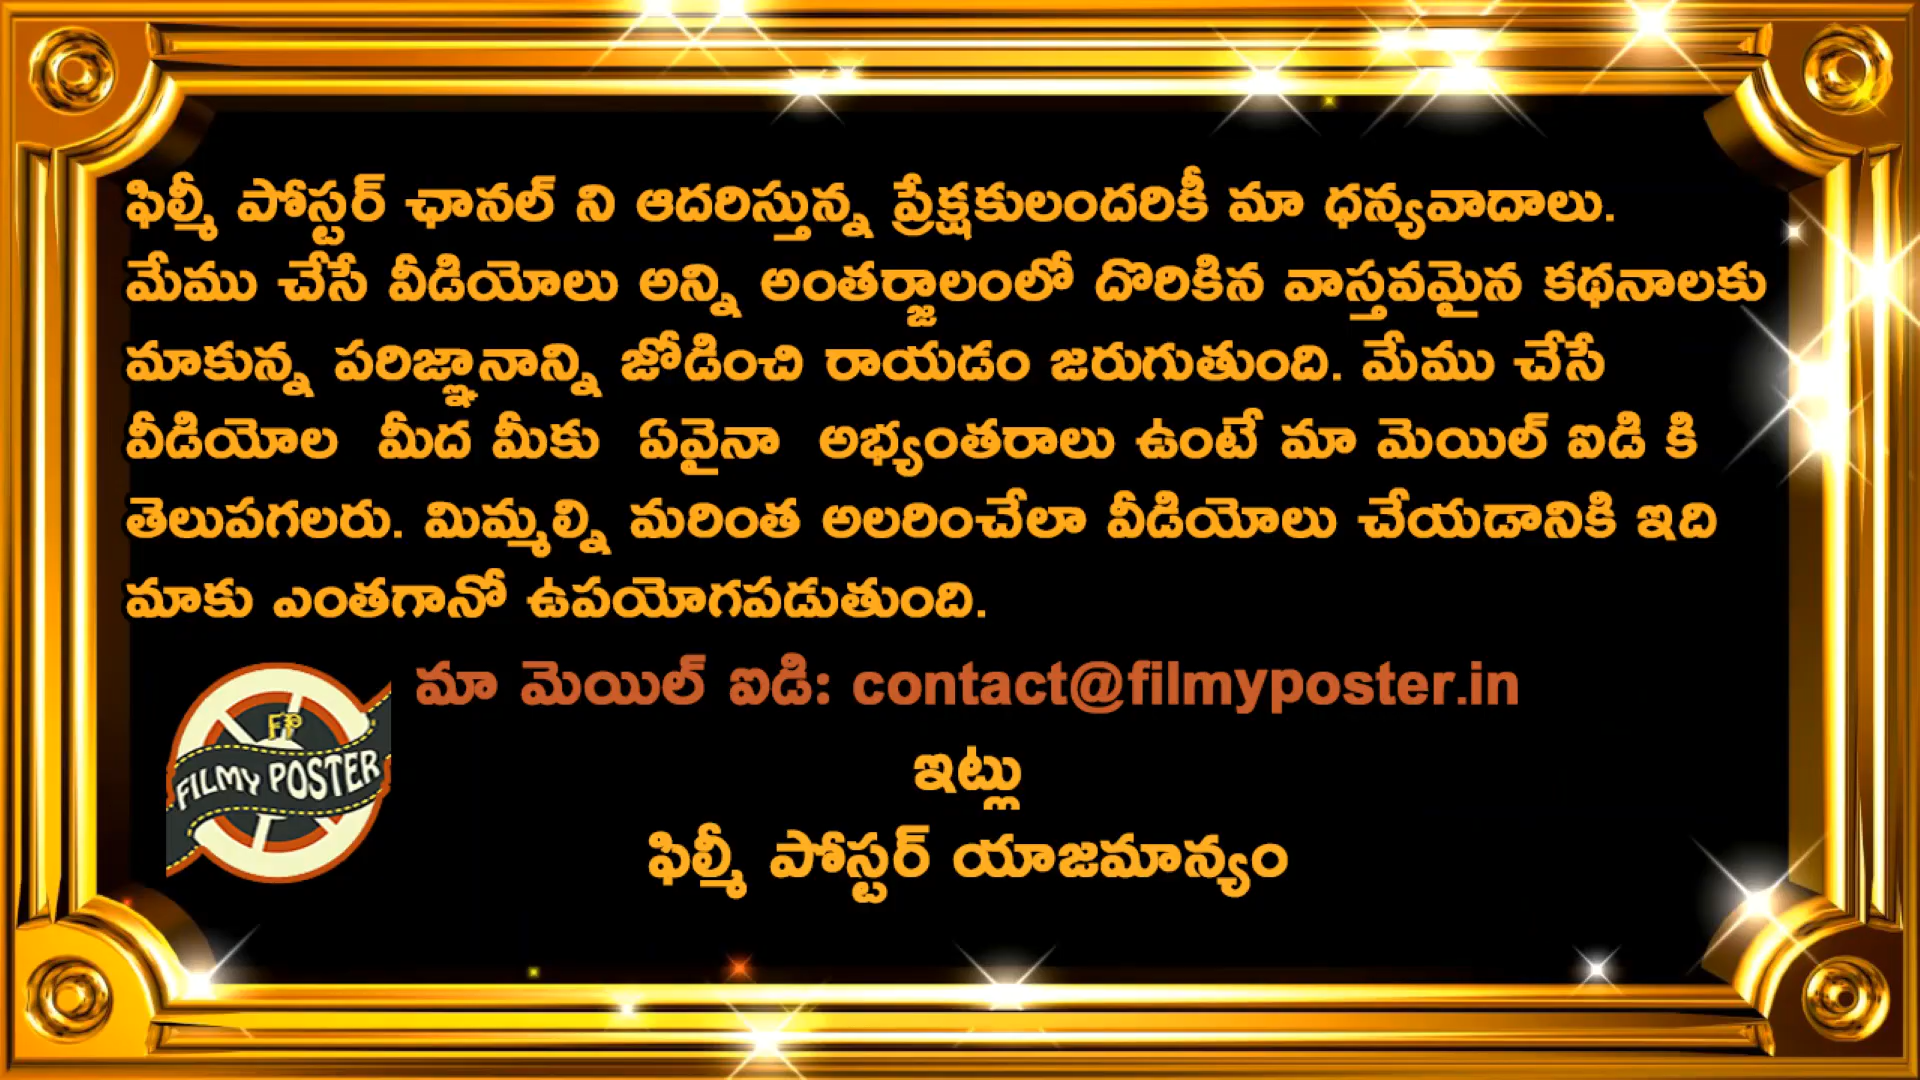 ఫిల్మీ పోస్టర్ ఛానల్ ని ఆదరిస్తున్న ప్రేక్షకులందరికీ మా ధన్యవాదాలు.
మేము చేసే వీడియోలు అన్ని అంతర్జాలంలో దొరికిన వాస్తవమైన కథనాలకు
మాకున్న పరిజ్ఞానాన్ని జోడించి రాయడం జరుగుతుంది. మేము చేసే
వీడియోల మీద మీకు ఏవైనా అభ్యంతరాలు ఉంటే మా మెయిల్ ఐడి కి
తెలుపగలరు. మిమ్మల్ని మరింత అలరించేలా వీడియోలు చేయడానికి ఇది
మాకు ఎంతగానో ఉపయోగపడుతుంది.
మా మెయిల్ ఐడి: contact@filmyposter.in
FP
FILMY POSTER
ఇట్లు
ఫిల్మీ పోస్టర్ యాజమాన్యం